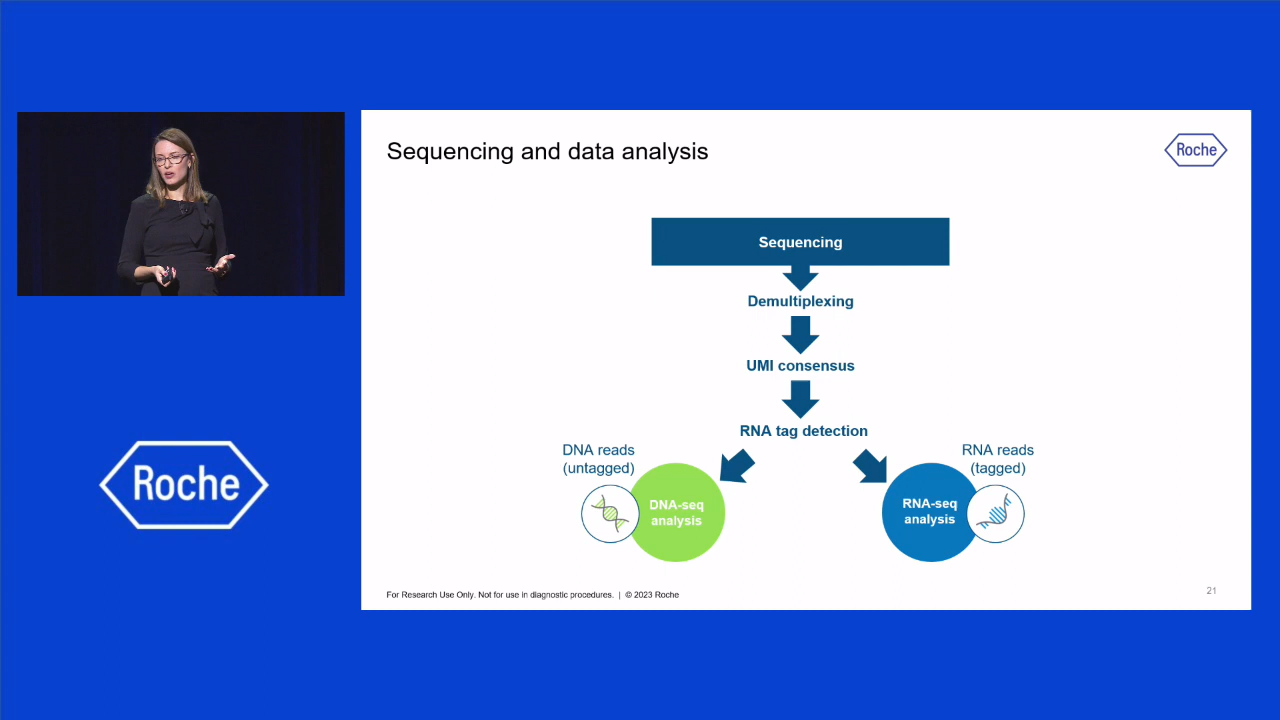 Sequencing and data analysis
Roche
Sequencing
Demultiplexing
UMI consensus
RNA tag detection
DNA reads
(untagged)
DNA-seq
analysis
RNA reads
(tagged)
RNA-seq
analysis
For Research Use Only. Not for use in diagnostic procedures. | © 2023 Roche
21
Roche